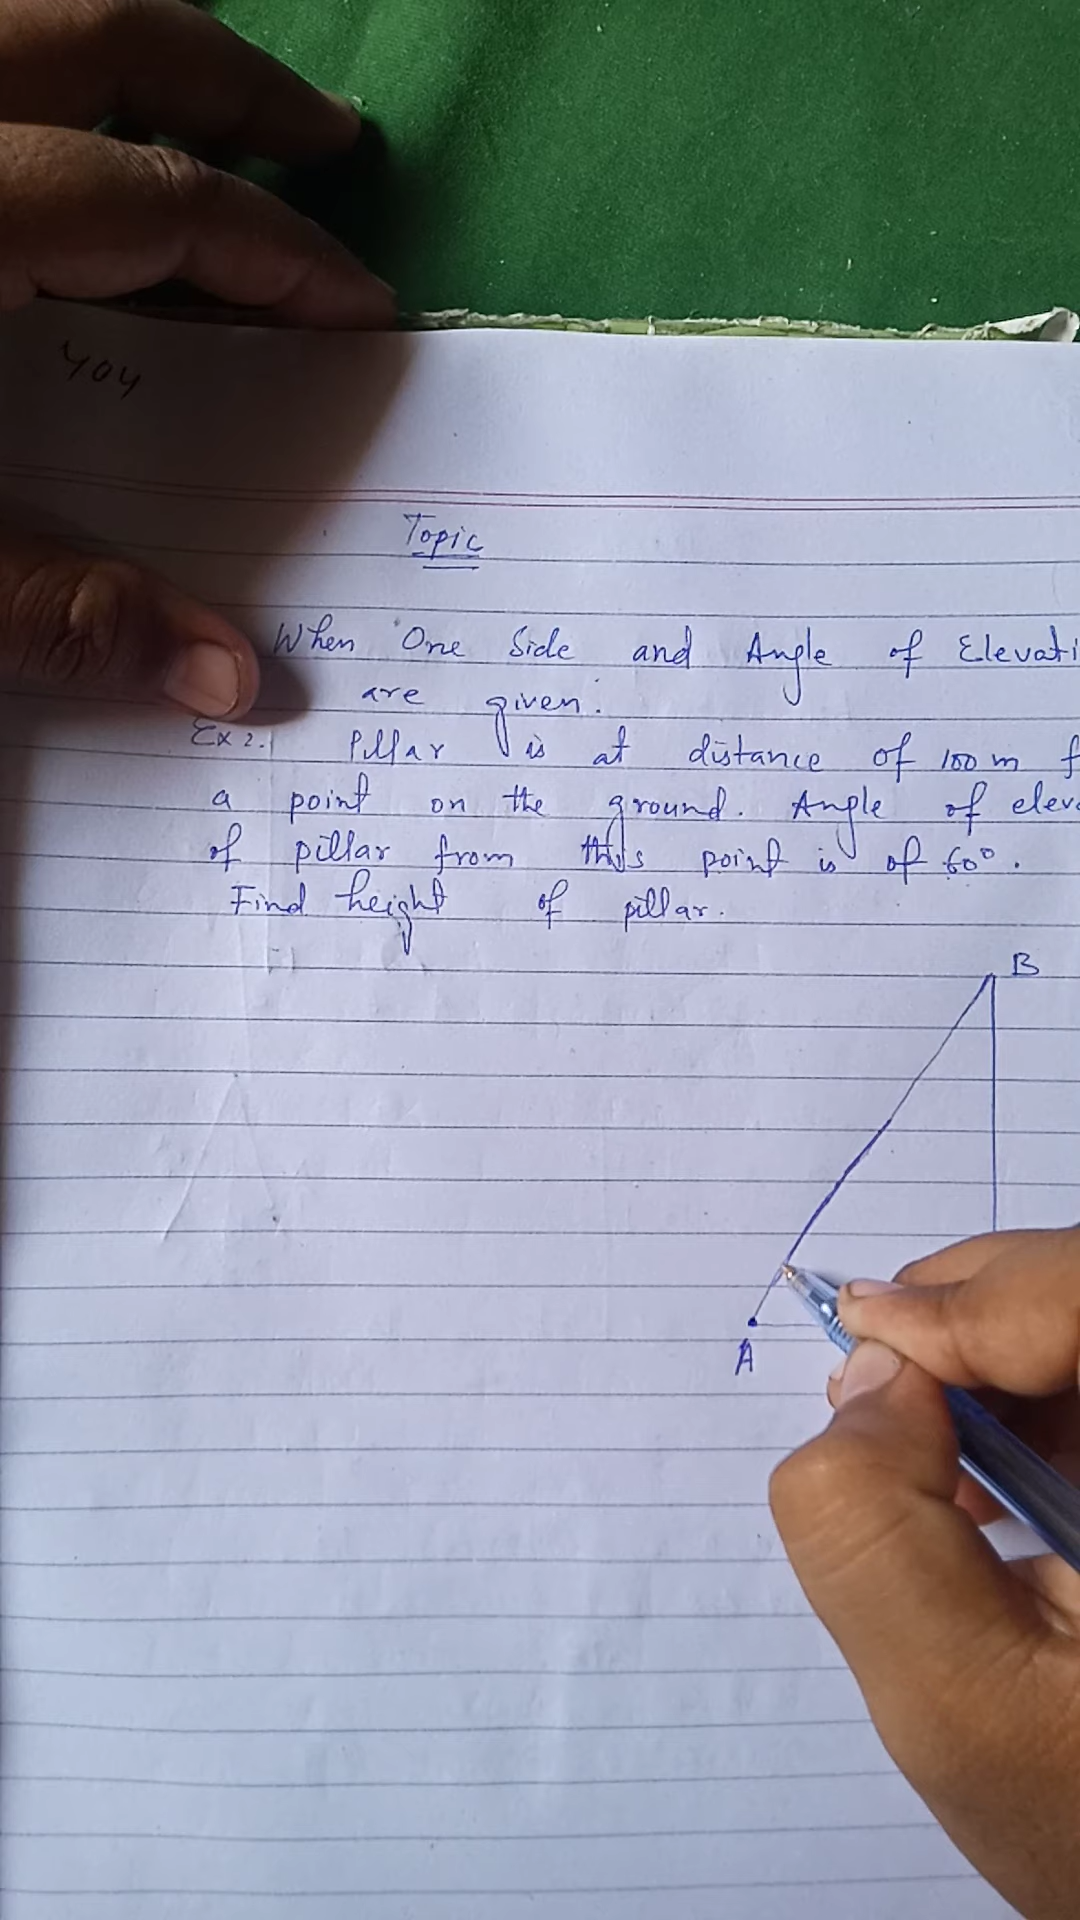 404
Topic
When One Side and Angle of Elevati
are given.
Ex 2. Pillar is at distance of 100 m f
a point on the ground. Angle of eleva
of pillar from this point is of 60°.
Find height of pillar.
B
A